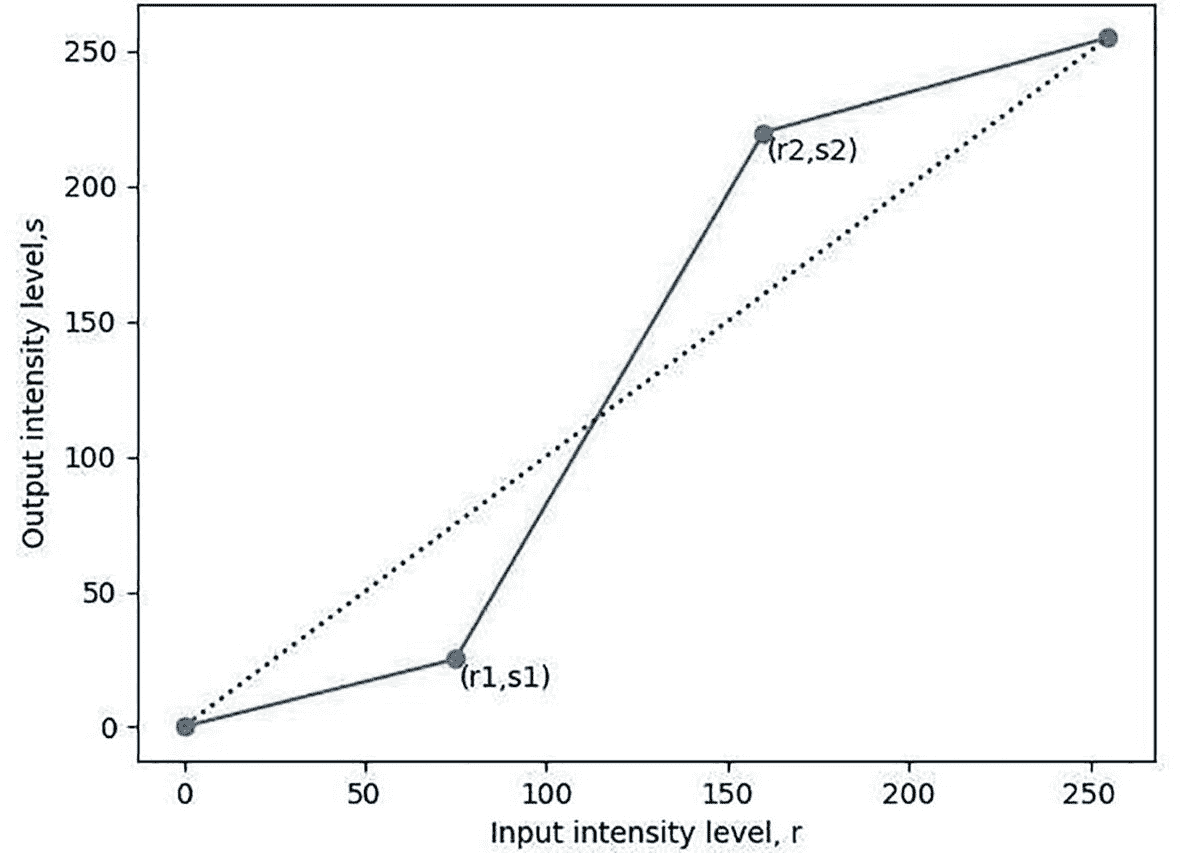 250
200
150
100
50
0
Output intensity level,s
(r2,s2)
(r1,s1)
0 50 100 150 200 250
Input intensity level, r